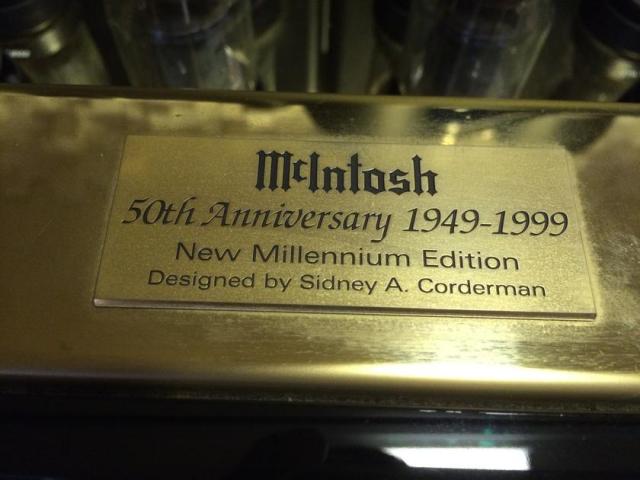 McIntosh
50th Anniversary 1949-1999
New Millennium Edition
Designed by Sidney A. Corderman